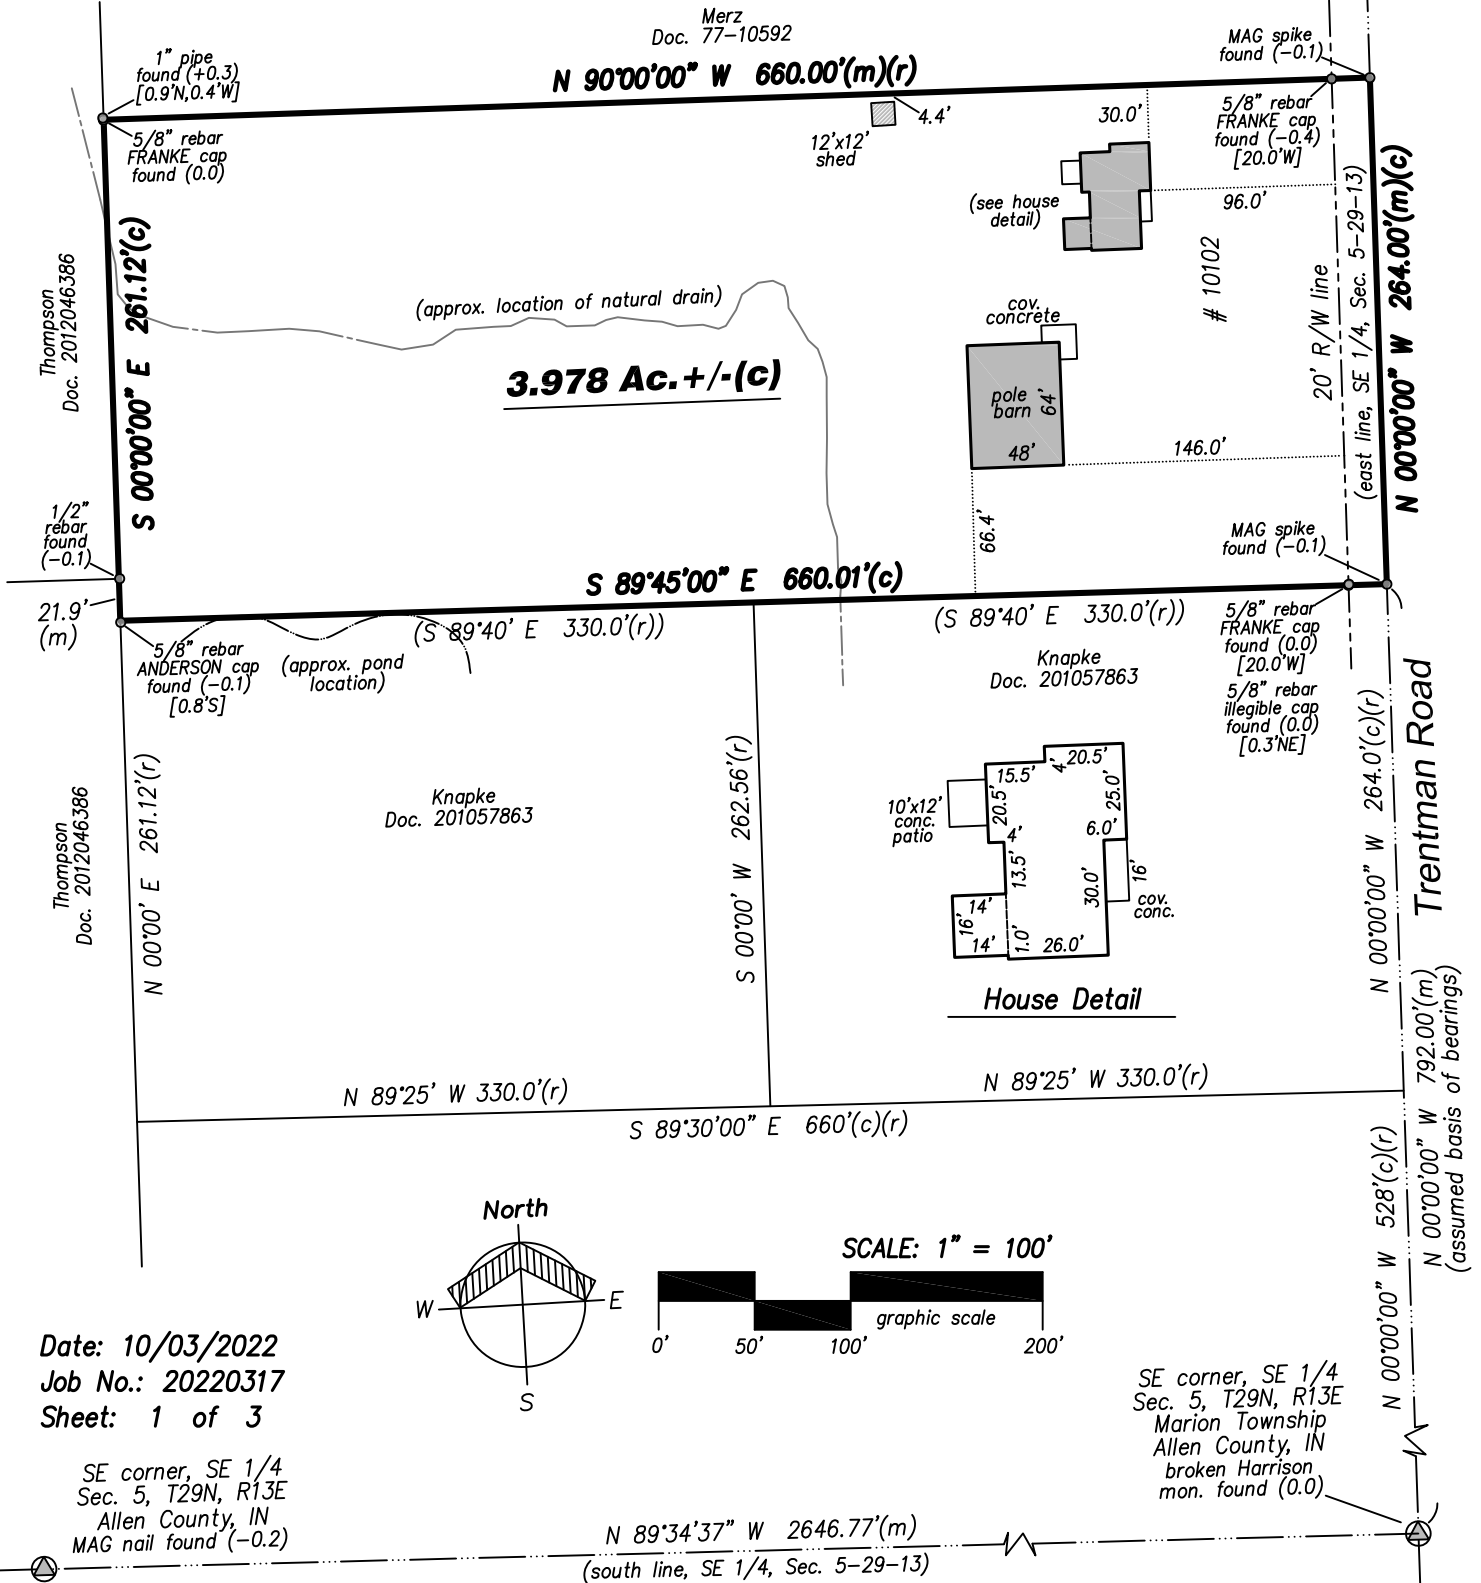 Merz
Doc. 77-10592
N 90°00'00" W 660.00'(m)(r)
1" pipe
found (+0.3)
[0.9'N,0.4'W]
5/8" rebar
FRANKE cap
found (0.0)
MAG spike
found (-0.1)
5/8" rebar
FRANKE cap
found (-0.4)
[20.0'W]
4.4'
12'x12'
shed
30.0'
(see house
detail)
96.0'
# 10102
20' R/W line
(east line, SE 1/4, Sec. 5-29-13)
N 00°00'00" W 264.00'(m)(c)
Thompson
Doc. 2012046386
S 00°00'00" E 261.12'(c)
(approx. location of natural drain)
3.978 Ac.+/-(c)
cov.
concrete
pole
barn
64'
48'
146.0'
66.4'
1/2"
rebar
found
(-0.1)
21.9'
(m)
MAG spike
found (-0.1)
S 89°45'00" E 660.01'(c)
(S 89°40' E 330.0'(r))
(S 89°40' E 330.0'(r))
5/8" rebar
ANDERSON cap
found (-0.1)
[0.8'S]
(approx. pond
location)
Knapke
Doc. 201057863
5/8" rebar
FRANKE cap
found (0.0)
[20.0'W]
5/8" rebar
illegible cap
found (0.0)
[0.3'NE]
Trentman Road
Thompson
Doc. 2012046386
N 00°00' E 261.12'(r)
Knapke
Doc. 201057863
S 00°00' W 262.56'(r)
N 00°00'00" W 264.0'(c)(r)
10'x12'
conc.
patio
15.5'
4'
20.5'
20.5'
25.0'
4'
6.0'
13.5'
30.0'
16'
cov.
conc.
14'
16'
14'
1.0'
26.0'
House Detail
N 89°25' W 330.0'(r)
N 89°25' W 330.0'(r)
S 89°30'00" E 660'(c)(r)
N 00°00'00" W 792.00'(m)
(assumed basis of bearings)
N 00°00'00" W 528'(c)(r)
North
W
E
S
SCALE: 1" = 100'
graphic scale
0'
50'
100'
200'
Date: 10/03/2022
Job No.: 20220317
Sheet: 1 of 3
SE corner, SE 1/4
Sec. 5, T29N, R13E
Allen County, IN
MAG nail found (-0.2)
SE corner, SE 1/4
Sec. 5, T29N, R13E
Marion Township
Allen County, IN
broken Harrison
mon. found (0.0)
N 89°34'37" W 2646.77'(m)
(south line, SE 1/4, Sec. 5-29-13)